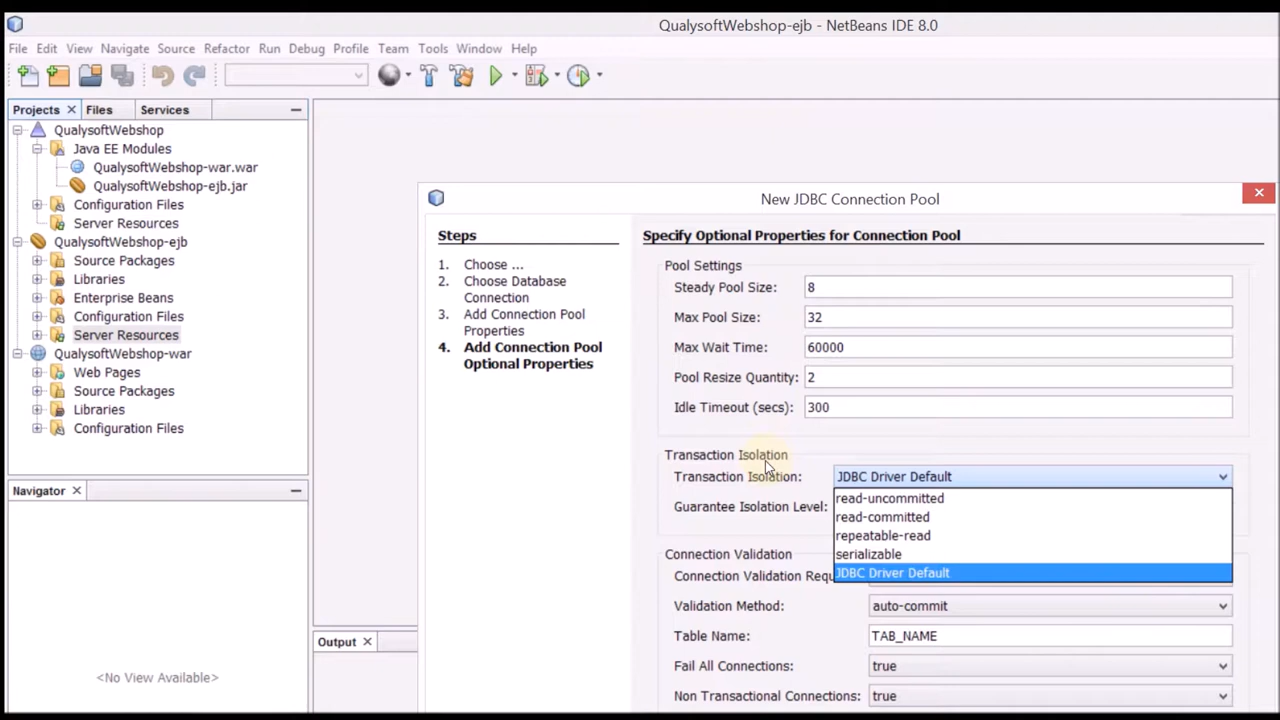 QualysoftWebshop-ejb - NetBeans IDE 8.0
File Edit View Navigate Source Refactor Run Debug Profile Team Tools Window Help
Projects Files Services
QualysoftWebshop
Java EE Modules
QualysoftWebshop-war.war
QualysoftWebshop-ejb.jar
Configuration Files
Server Resources
QualysoftWebshop-ejb
Source Packages
Libraries
Enterprise Beans
Configuration Files
Server Resources
QualysoftWebshop-war
Web Pages
Source Packages
Libraries
Configuration Files
Navigator
<No View Available>
Output
New JDBC Connection Pool
Steps
1. Choose ...
2. Choose Database
Connection
3. Add Connection Pool
Properties
4. Add Connection Pool
Optional Properties
Specify Optional Properties for Connection Pool
Pool Settings
Steady Pool Size: 8
Max Pool Size: 32
Max Wait Time: 60000
Pool Resize Quantity: 2
Idle Timeout (secs): 300
Transaction Isolation
Transaction Isolation: JDBC Driver Default
read-uncommitted
Guarantee Isolation Level:
read-committed
repeatable-read
serializable
JDBC Driver Default
Connection Validation
Connection Validation Requ
Validation Method: auto-commit
Table Name: TAB_NAME
Fail All Connections: true
Non Transactional Connections: true